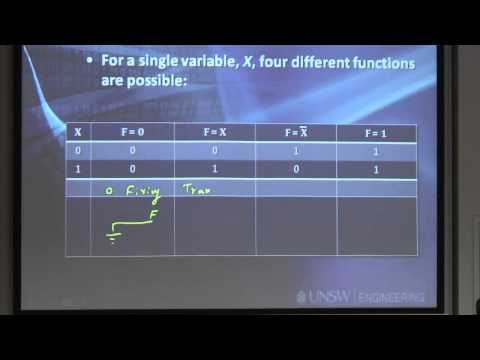 • For a single variable, X, four different functions
are possible:
X F = 0 F = X F = X̅ F = 1
0 0 0 1 1
1 0 1 0 1
0 Fixing Tran
F
UNSW ENGINEERING